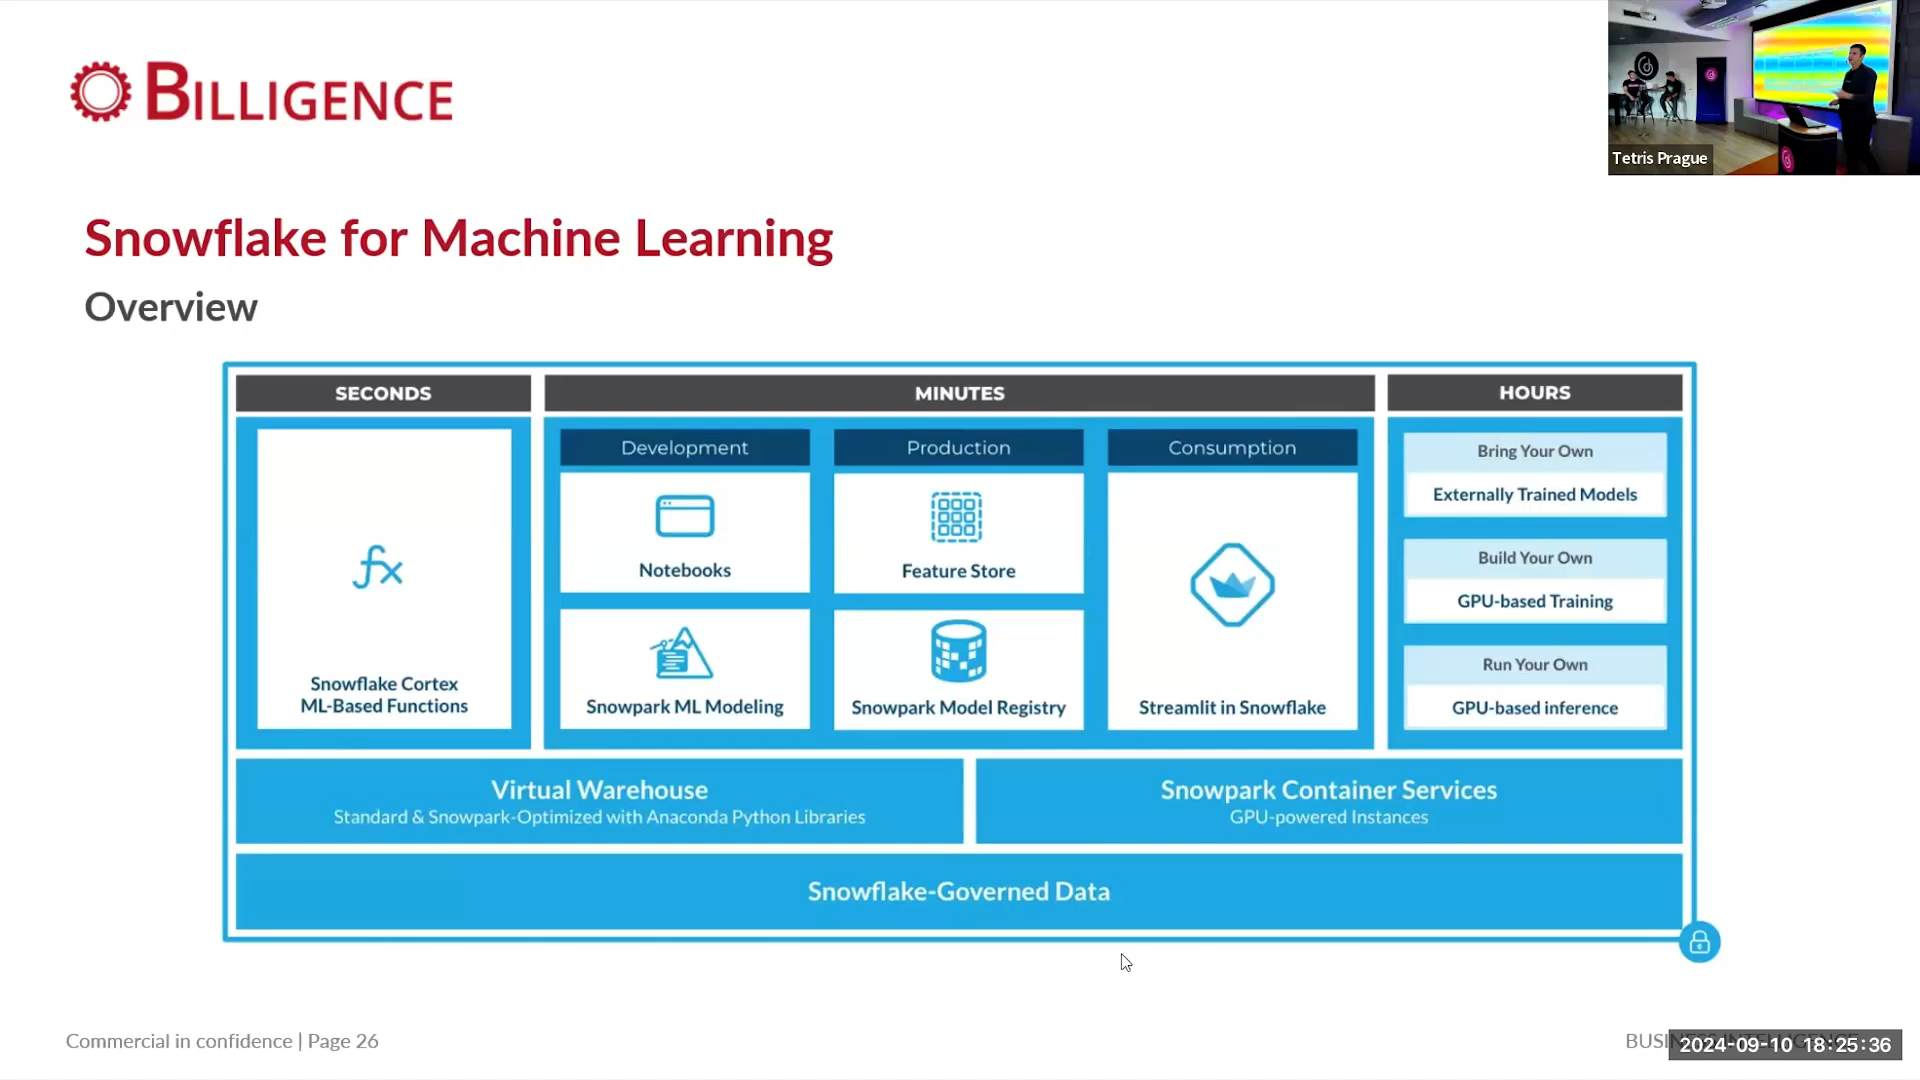 BILLIGENCE
Tetris Prague
Snowflake for Machine Learning
Overview
SECONDS
MINUTES
HOURS
Snowflake Cortex
ML-Based Functions
Development
Notebooks
Snowpark ML Modeling
Production
Feature Store
Snowpark Model Registry
Consumption
Streamlit in Snowflake
Bring Your Own
Externally Trained Models
Build Your Own
GPU-based Training
Run Your Own
GPU-based inference
Virtual Warehouse
Standard & Snowpark-Optimized with Anaconda Python Libraries
Snowpark Container Services
GPU-powered Instances
Snowflake-Governed Data
Commercial in confidence | Page 26
2024-09-10 18:25:36